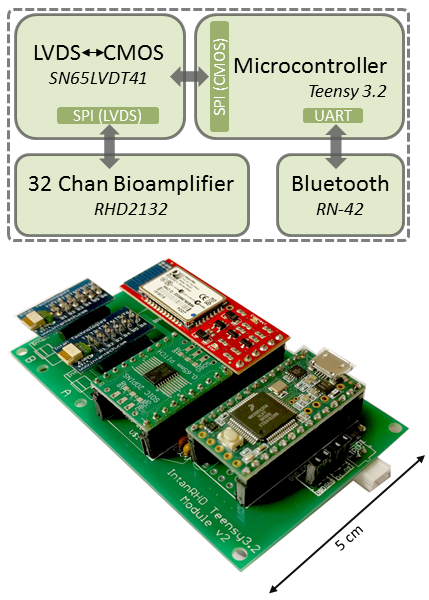 LVDS↔CMOS
SN65LVDT41
SPI (LVDS)
SPI (CMOS)
Microcontroller
Teensy 3.2
UART
32 Chan Bioamplifier
RHD2132
Bluetooth
RN-42
B
A
IntanRHD Teensy3.2
Module v2
5 cm